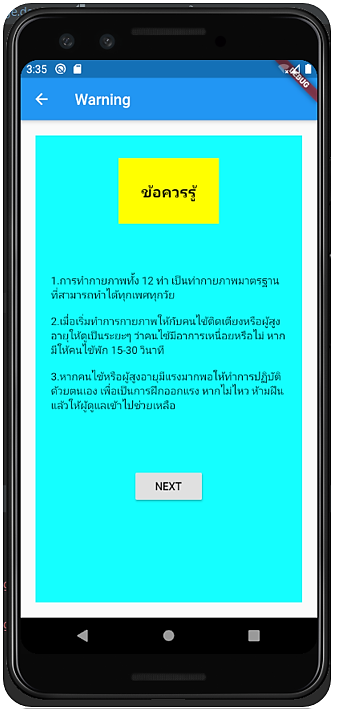 3:35
DEBUG
Warning
ข้อควรรู้
1.การทำกายภาพทั้ง 12 ท่า เป็นท่ากายภาพมาตรฐาน
ที่สามารถทำได้ทุกเพศทุกวัย
2.เมื่อเริ่มทำการกายภาพให้กับคนไข้ติดเตียงหรือผู้สูง
อายุให้ดูเป็นระยะๆ ว่าคนไข้มีอาการเหนื่อยหรือไม่ หาก
มีให้คนไข้พัก 15-30 วินาที
3.หากคนไข้หรือผู้สูงอายุมีแรงมากพอให้ทำการปฏิบัติ
ด้วยตนเอง เพื่อเป็นการฝึกออกแรง หากไม่ไหว ห้ามฝืน
แล้วให้ผู้ดูแลเข้าไปช่วยเหลือ
NEXT